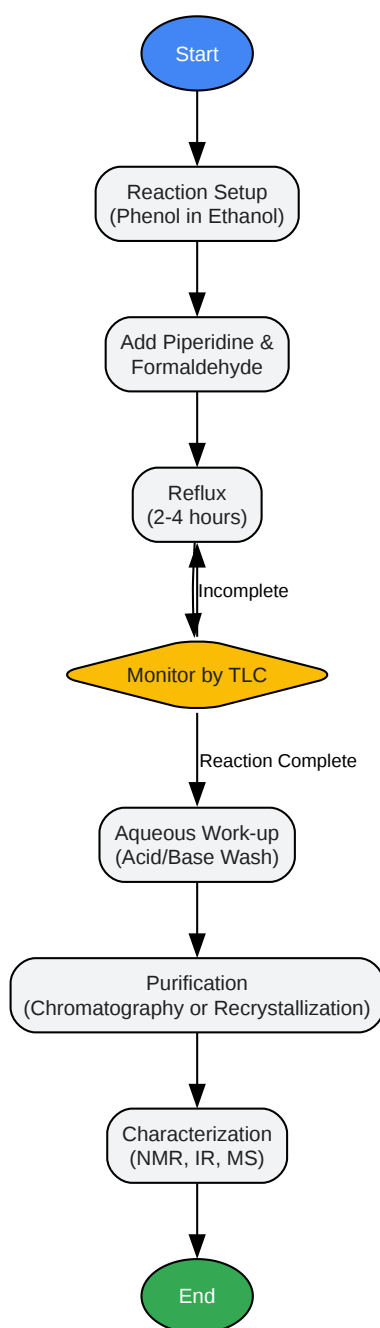 Start
Reaction Setup
(Phenol in Ethanol)
Add Piperidine &
Formaldehyde
Reflux
(2-4 hours)
Incomplete
Monitor by TLC
Reaction Complete
Aqueous Work-up
(Acid/Base Wash)
Purification
(Chromatography or Recrystallization)
Characterization
(NMR, IR, MS)
End